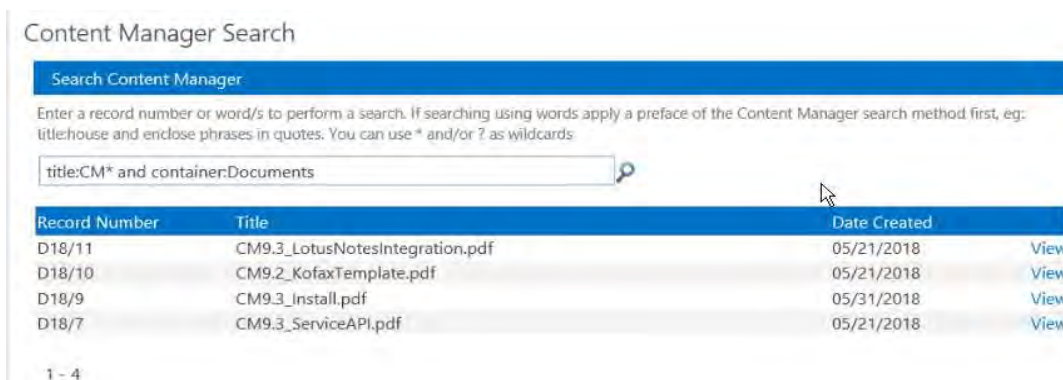 Content Manager Search
Search Content Manager
Enter a record number or word/s to perform a search. If searching using words apply a preface of the Content Manager search method first, eg:
title:house and enclose phrases in quotes. You can use * and/or ? as wildcards
title:CM* and container:Documents
Record Number Title Date Created
D18/11 CM9.3_LotusNotesIntegration.pdf 05/21/2018 View
D18/10 CM9.2_KofaxTemplate.pdf 05/21/2018 View
D18/9 CM9.3_Install.pdf 05/31/2018 View
D18/7 CM9.3_ServiceAPI.pdf 05/21/2018 View
1 - 4